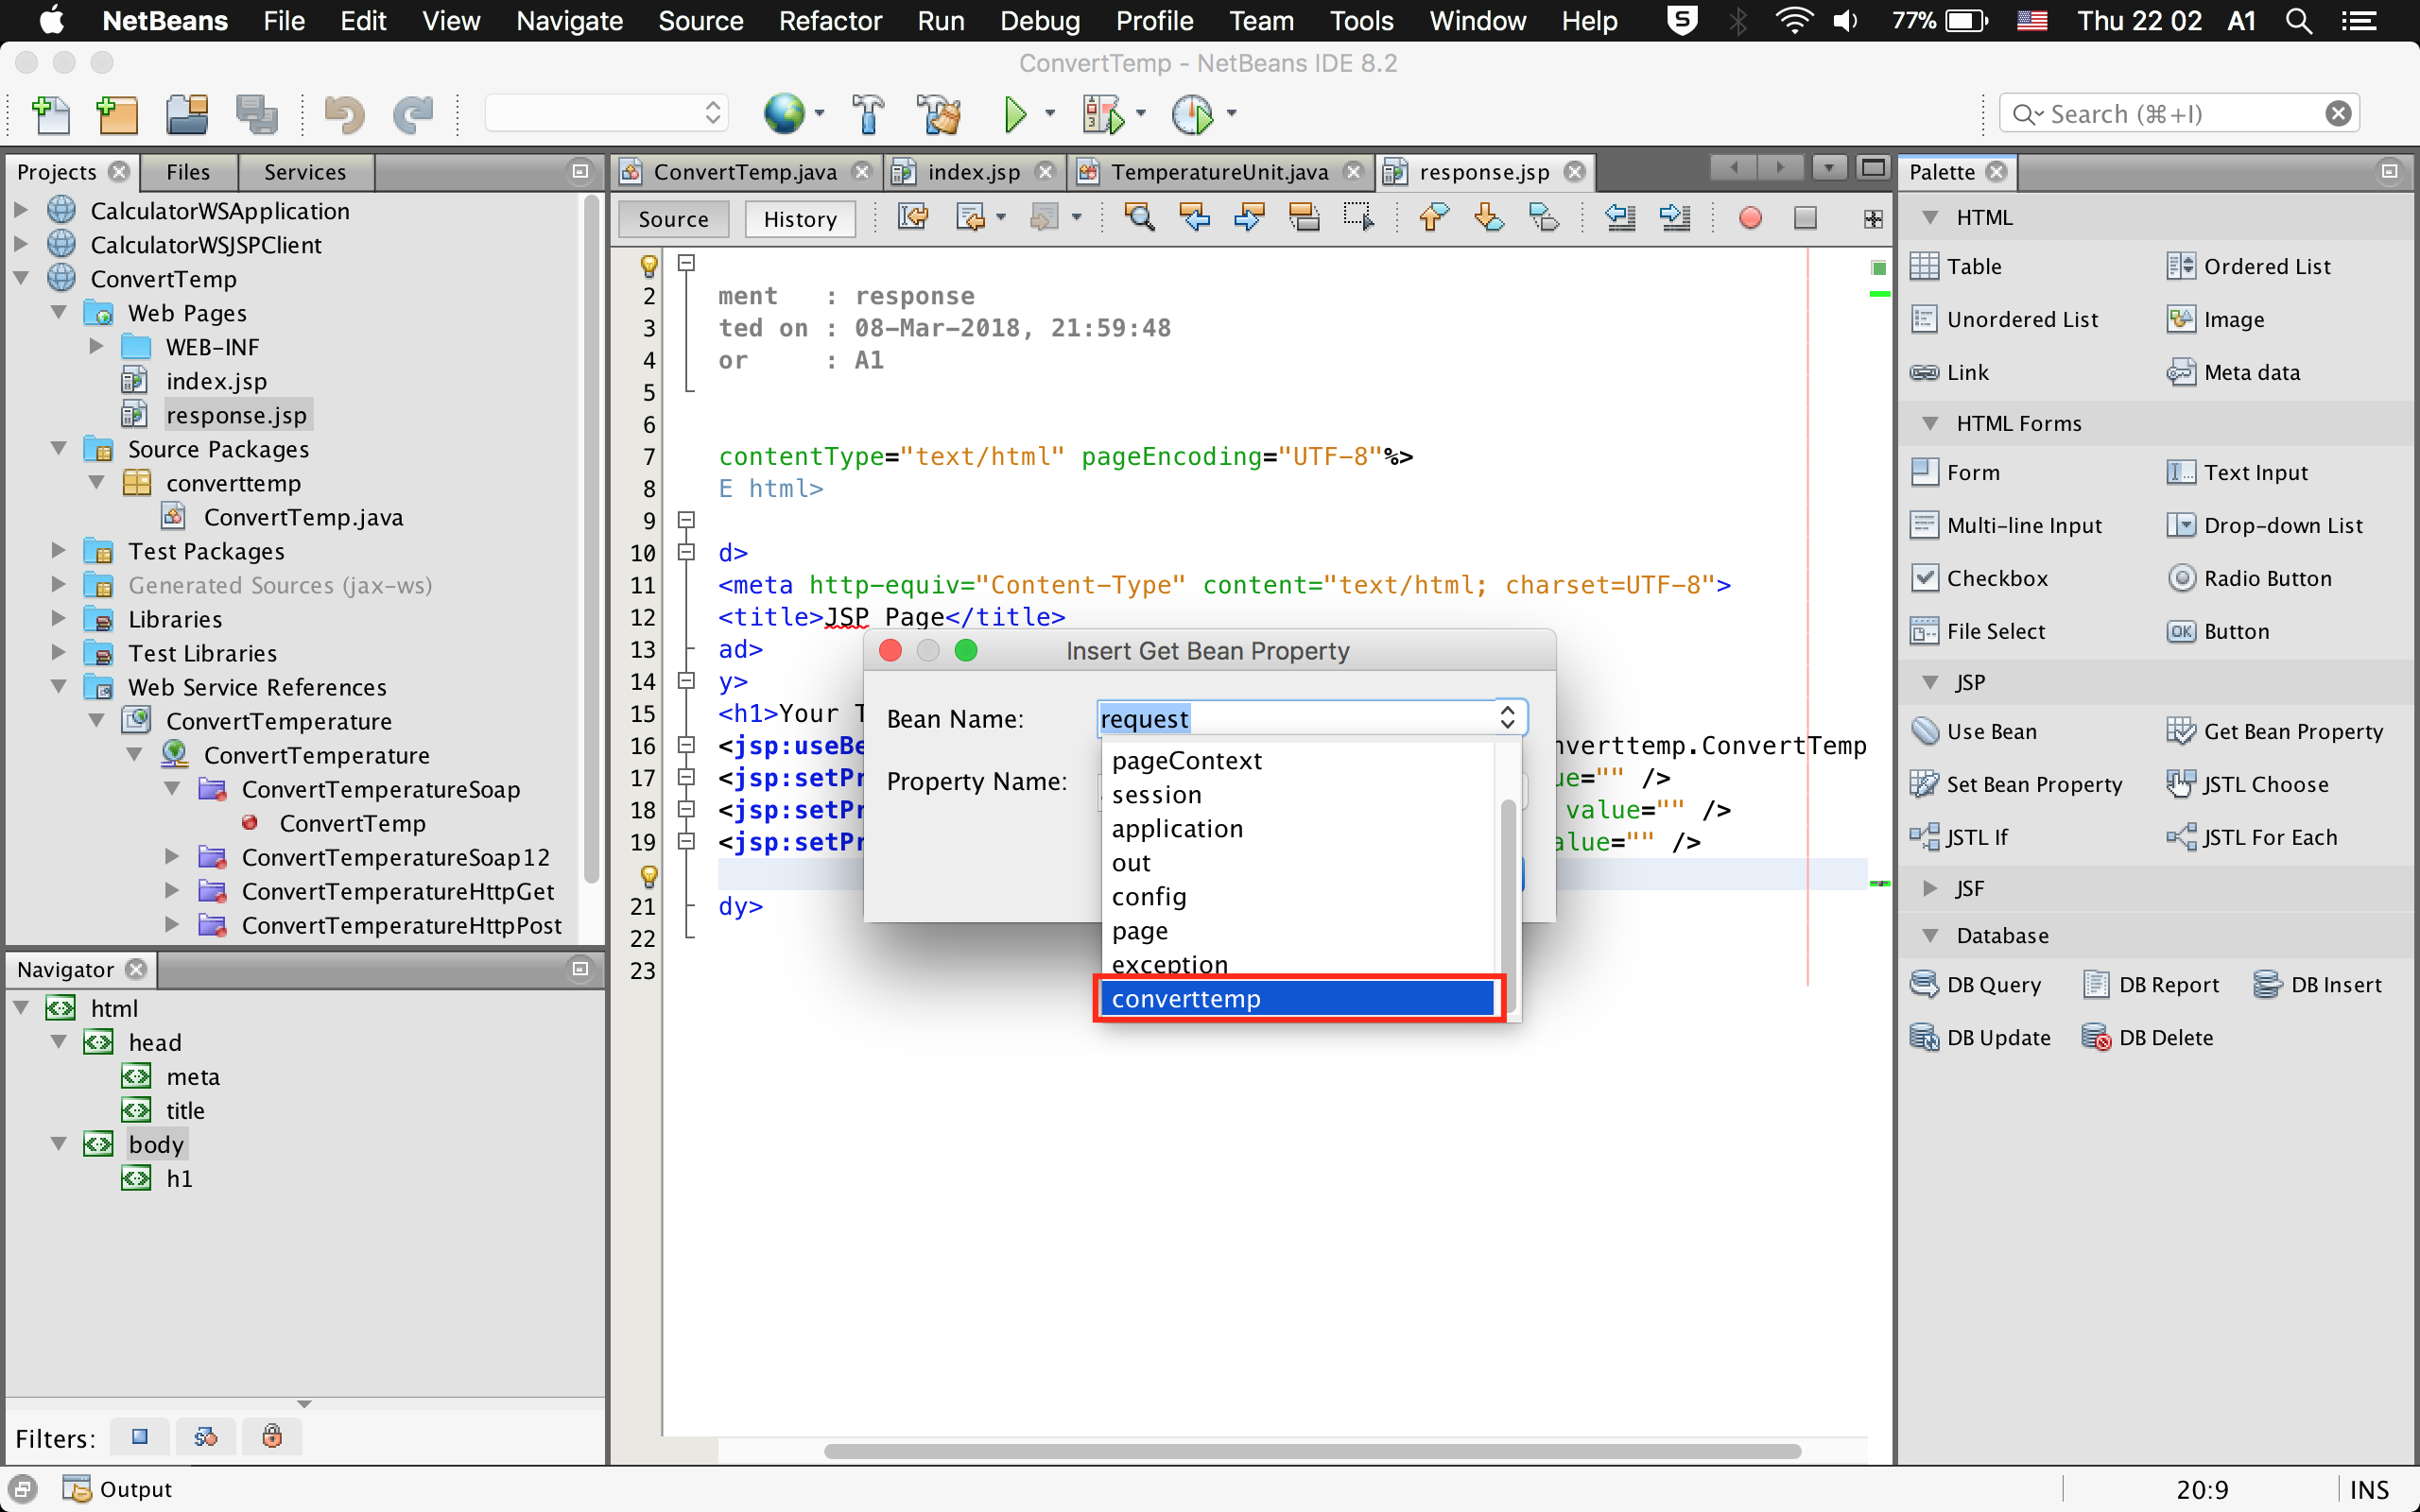 NetBeans File Edit View Navigate Source Refactor Run Debug Profile Team Tools Window Help S 77% Thu 22 02 A1
ConvertTemp - NetBeans IDE 8.2
Search (⌘+I)
Projects Files Services
CalculatorWSApplication
CalculatorWSJSPClient
ConvertTemp
Web Pages
WEB-INF
index.jsp
response.jsp
Source Packages
converttemp
ConvertTemp.java
Test Packages
Generated Sources (jax-ws)
Libraries
Test Libraries
Web Service References
ConvertTemperature
ConvertTemperature
ConvertTemperatureSoap
ConvertTemp
ConvertTemperatureSoap12
ConvertTemperatureHttpGet
ConvertTemperatureHttpPost
Navigator
html
head
meta
title
body
h1
Filters:
Output
ConvertTemp.java index.jsp TemperatureUnit.java response.jsp
Source History
2 ment : response
3 ted on : 08-Mar-2018, 21:59:48
4 or : A1
5
6
7 contentType="text/html" pageEncoding="UTF-8"%>
8 E html>
9
10 d>
11 <meta http-equiv="Content-Type" content="text/html; charset=UTF-8">
12 <title>JSP Page</title>
13 ad>
14 y>
15 <h1>Your T
16 <jsp:useBe nverttemp.ConvertTemp
17 <jsp:setPr ue="" />
18 <jsp:setPr value="" />
19 <jsp:setPr alue="" />
21 dy>
22
23
Insert Get Bean Property
Bean Name: request
Property Name:
pageContext
session
application
out
config
page
exception
converttemp
Palette
HTML
Table Ordered List
Unordered List Image
Link Meta data
HTML Forms
Form Text Input
Multi-line Input Drop-down List
Checkbox Radio Button
File Select OK Button
JSP
Use Bean Get Bean Property
Set Bean Property JSTL Choose
JSTL If JSTL For Each
JSF
Database
DB Query DB Report DB Insert
DB Update DB Delete
20:9 INS